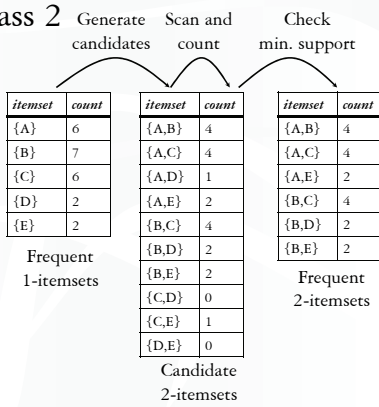 ass 2
Generate candidates
Scan and count
Check min. support
itemset count
{A} 6
{B} 7
{C} 6
{D} 2
{E} 2
Frequent
1-itemsets
itemset count
{A,B} 4
{A,C} 4
{A,D} 1
{A,E} 2
{B,C} 4
{B,D} 2
{B,E} 2
{C,D} 0
{C,E} 1
{D,E} 0
Candidate
2-itemsets
itemset count
{A,B} 4
{A,C} 4
{A,E} 2
{B,C} 4
{B,D} 2
{B,E} 2
Frequent
2-itemsets